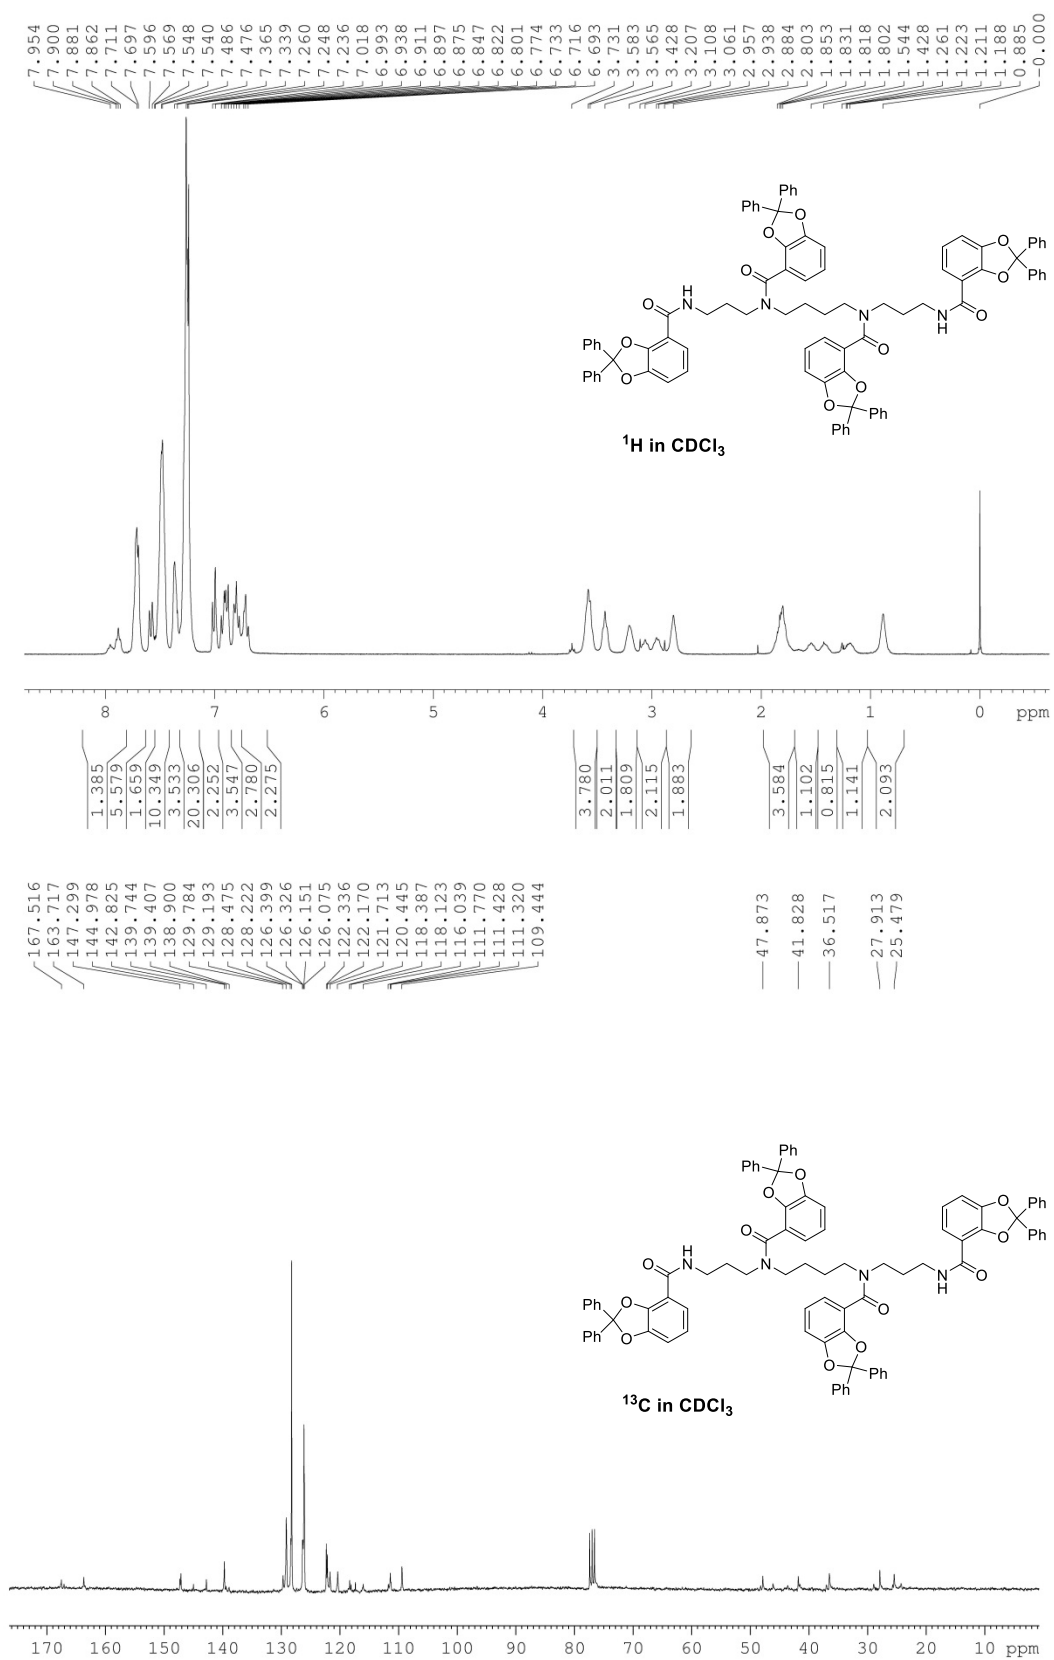 7.954 7.900 7.881 7.862 7.711 7.697 7.596 7.569 7.548 7.540 7.486 7.476 7.365 7.339 7.260 7.248 7.236 7.018 6.993 6.938 6.911 6.897 6.875 6.847 6.822 6.801 6.774 6.733 6.716 6.693 3.731 3.583 3.565 3.428 3.207 3.108 3.061 2.957 2.938 2.884 2.803 1.853 1.831 1.818 1.802 1.544 1.428 1.261 1.223 1.211 1.188 0.885 -0.000
Ph
Ph O
O
Ph
O
O
Ph
O
H
N
O
N
N
N
H
O
O
O
Ph
O
Ph
O
O
O
Ph
Ph
1H in CDCl3
8 7 6 5 4 3 2 1 0 ppm
1.385 5.579 1.659 10.349 3.533 20.306 2.252 3.547 2.780 2.275 3.780 2.011 1.809 2.115 1.883 3.584 1.102 0.815 1.141 2.093
167.516 163.717 147.299 144.978 142.825 139.744 139.407 138.900 129.784 129.193 128.475 128.222 126.399 126.326 126.151 126.075 122.336 122.170 121.713 120.445 118.387 118.123 116.039 111.770 111.428 111.320 109.444 47.873 41.828 36.517 27.913 25.479
Ph
Ph O
O
Ph
O
O
Ph
O
H
N
O
N
N
N
H
O
O
O
Ph
O
Ph
O
O
O
Ph
Ph
13C in CDCl3
170 160 150 140 130 120 110 100 90 80 70 60 50 40 30 20 10 ppm